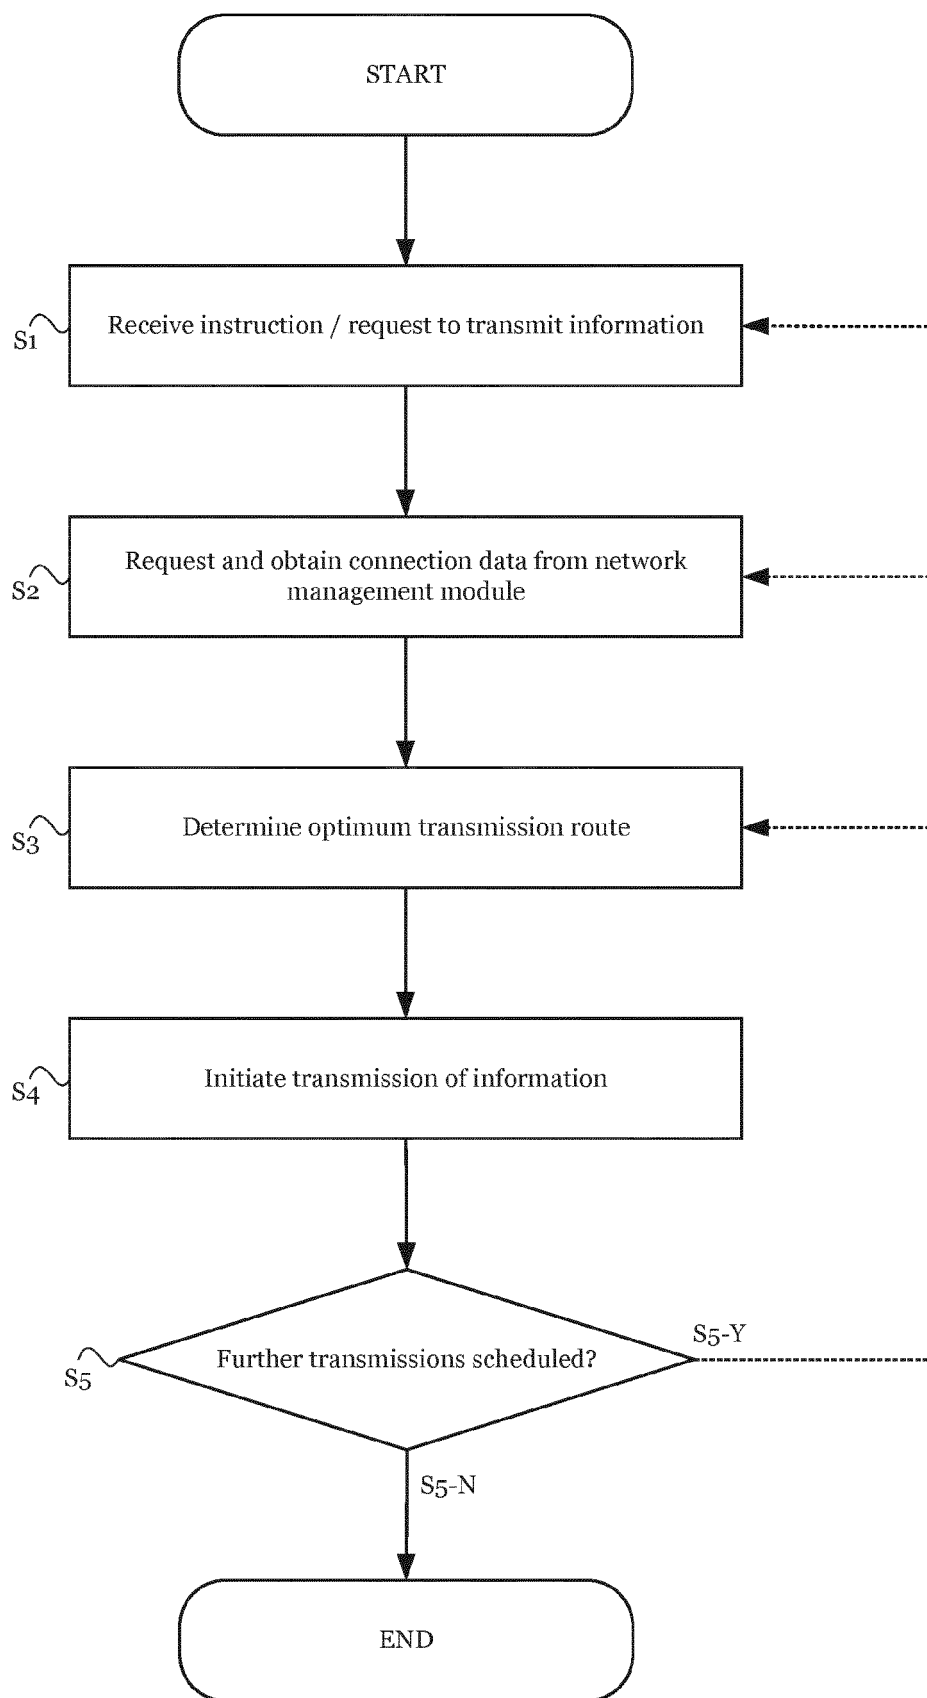 START
S1
Receive instruction / request to transmit information
S2
Request and obtain connection data from network
management module
S3
Determine optimum transmission route
S4
Initiate transmission of information
S5
Further transmissions scheduled?
S5-Y
S5-N
END